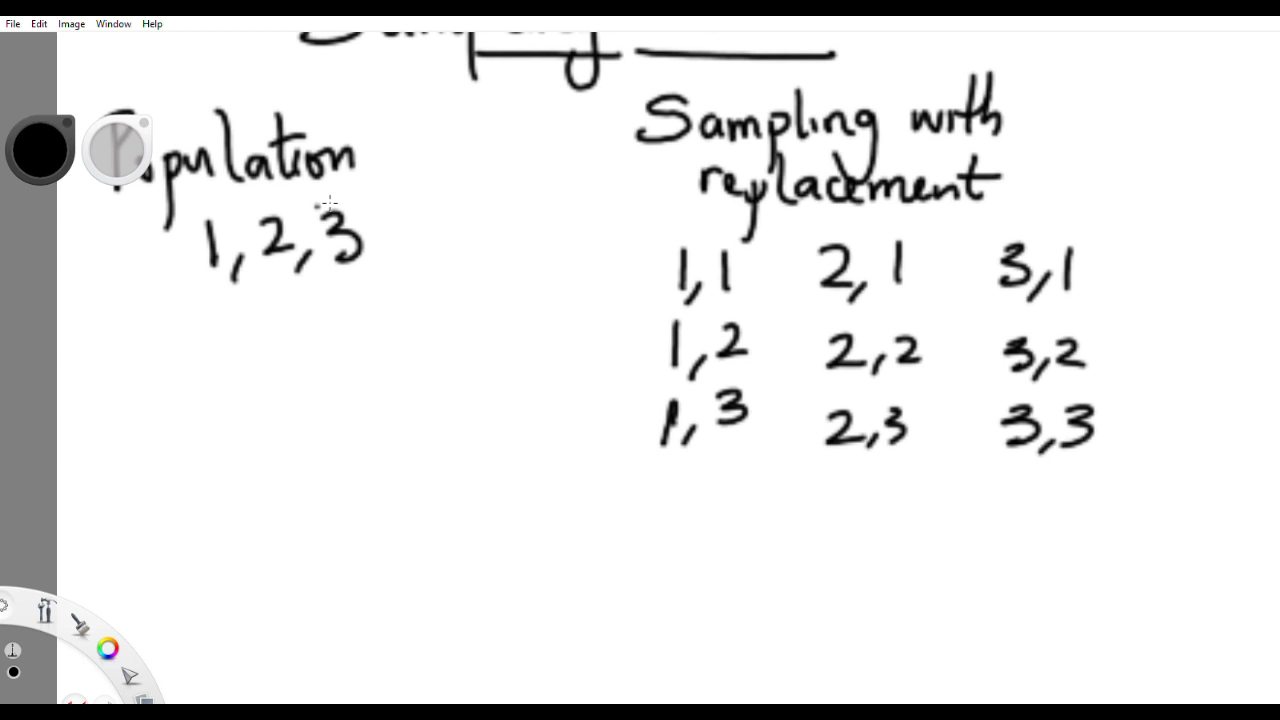 File Edit Image Window Help
Population
1, 2, 3
Sampling with
replacement
1, 1 2, 1 3, 1
1, 2 2, 2 3, 2
1, 3 2, 3 3, 3